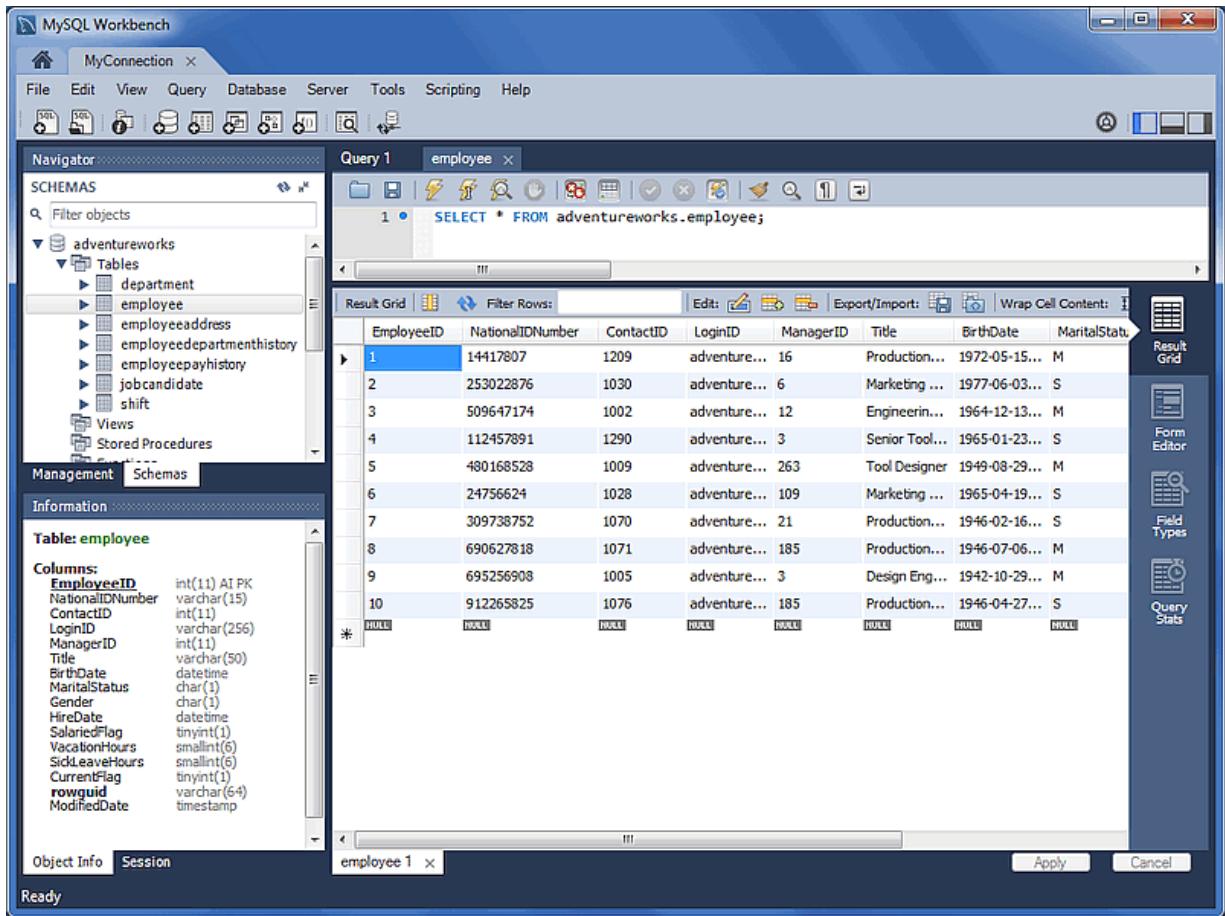 MySQL Workbench
MyConnection
File Edit View Query Database Server Tools Scripting Help
Navigator
SCHEMAS
Filter objects
adventureworks
Tables
department
employee
employeeaddress
employeedepartmenthistory
employeepayhistory
jobcandidate
shift
Views
Stored Procedures
Management Schemas
Information
Table: employee
Columns:
EmployeeID int(11) AI PK
NationalIDNumber varchar(15)
ContactID int(11)
LoginID varchar(256)
ManagerID int(11)
Title varchar(50)
BirthDate datetime
MaritalStatus char(1)
Gender char(1)
HireDate datetime
SalariedFlag tinyint(1)
VacationHours smallint(6)
SickLeaveHours smallint(6)
CurrentFlag tinyint(1)
rowguid varchar(64)
ModifiedDate timestamp
Object Info Session
Query 1 employee
1 SELECT * FROM adventureworks.employee;
Result Grid Filter Rows: Edit: Export/Import: Wrap Cell Content:
EmployeeID NationalIDNumber ContactID LoginID ManagerID Title BirthDate MaritalStatu
1 14417807 1209 adventure... 16 Production... 1972-05-15... M
2 253022876 1030 adventure... 6 Marketing ... 1977-06-03... S
3 509647174 1002 adventure... 12 Engineerin... 1964-12-13... M
4 112457891 1290 adventure... 3 Senior Tool... 1965-01-23... S
5 480168528 1009 adventure... 263 Tool Designer 1949-08-29... M
6 24756624 1028 adventure... 109 Marketing ... 1965-04-19... S
7 309738752 1070 adventure... 21 Production... 1946-02-16... S
8 690627818 1071 adventure... 185 Production... 1946-07-06... M
9 695256908 1005 adventure... 3 Design Eng... 1942-10-29... M
10 912265825 1076 adventure... 185 Production... 1946-04-27... S
NULL NULL NULL NULL NULL NULL NULL NULL
Result
Grid
Form
Editor
Field
Types
Query
Stats
employee 1
Apply Cancel
Ready